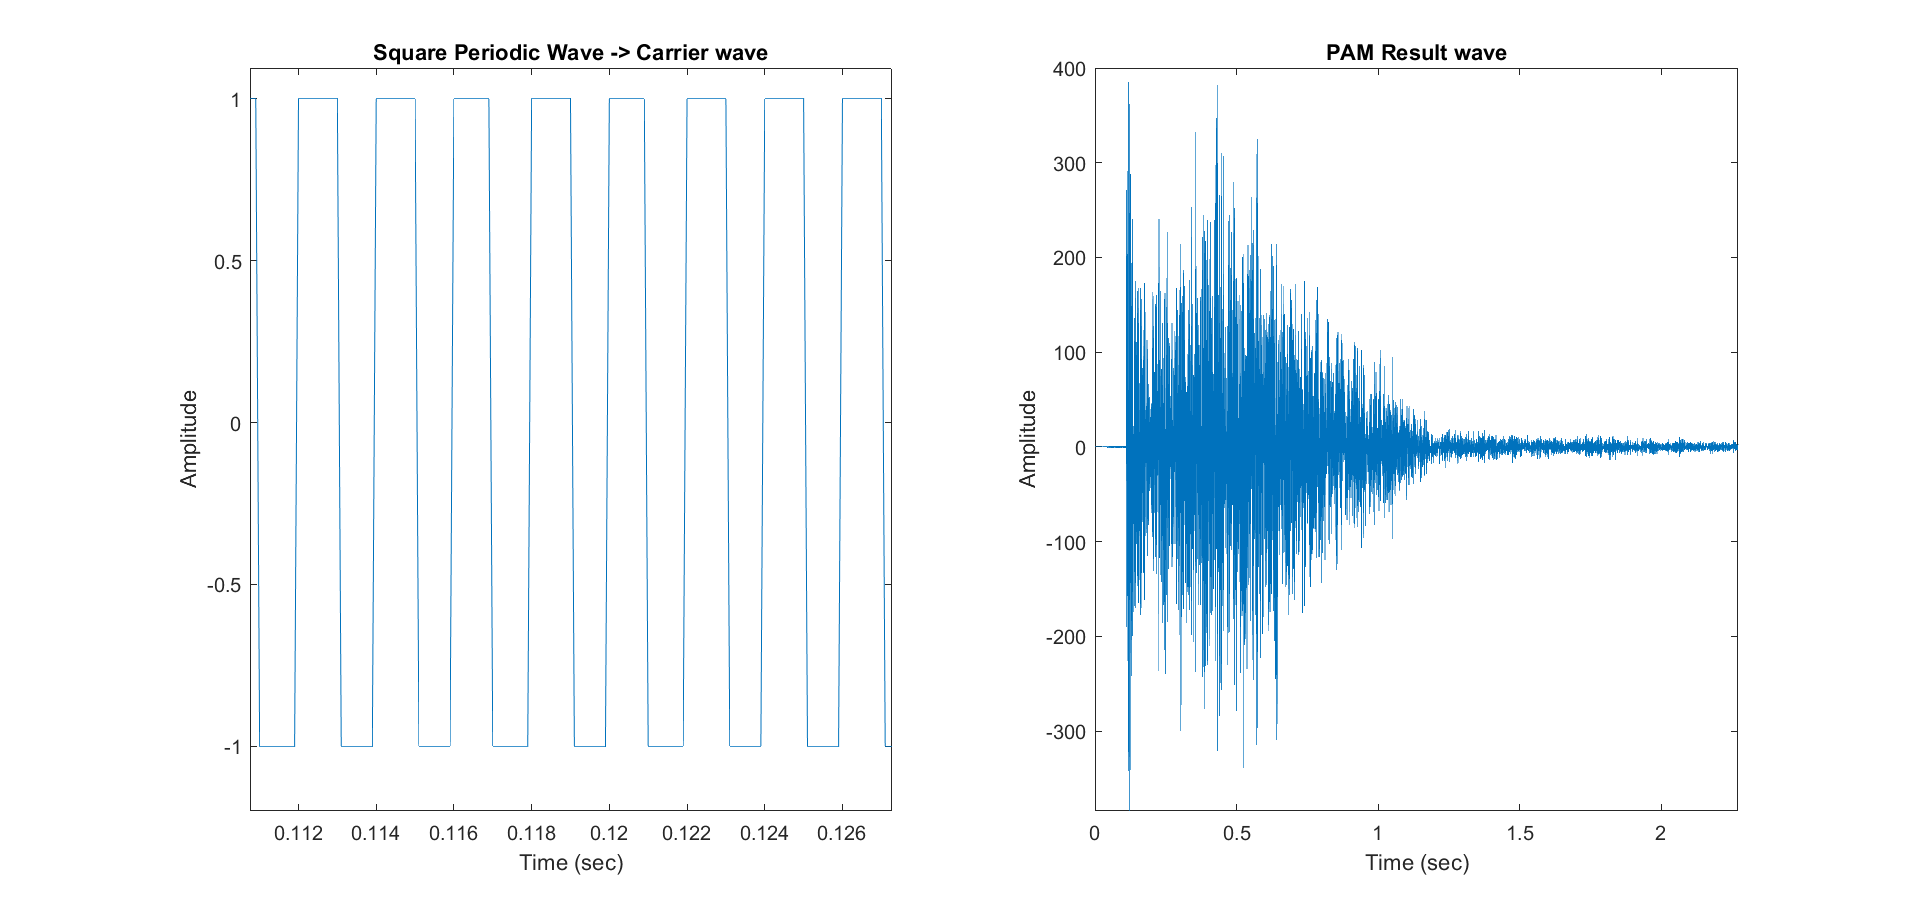 Square Periodic Wave -> Carrier wave
1
0.5
0
-0.5
-1
Amplitude
0.112 0.114 0.116 0.118 0.12 0.122 0.124 0.126
Time (sec)
PAM Result wave
400
300
200
100
0
-100
-200
-300
Amplitude
0 0.5 1 1.5 2
Time (sec)